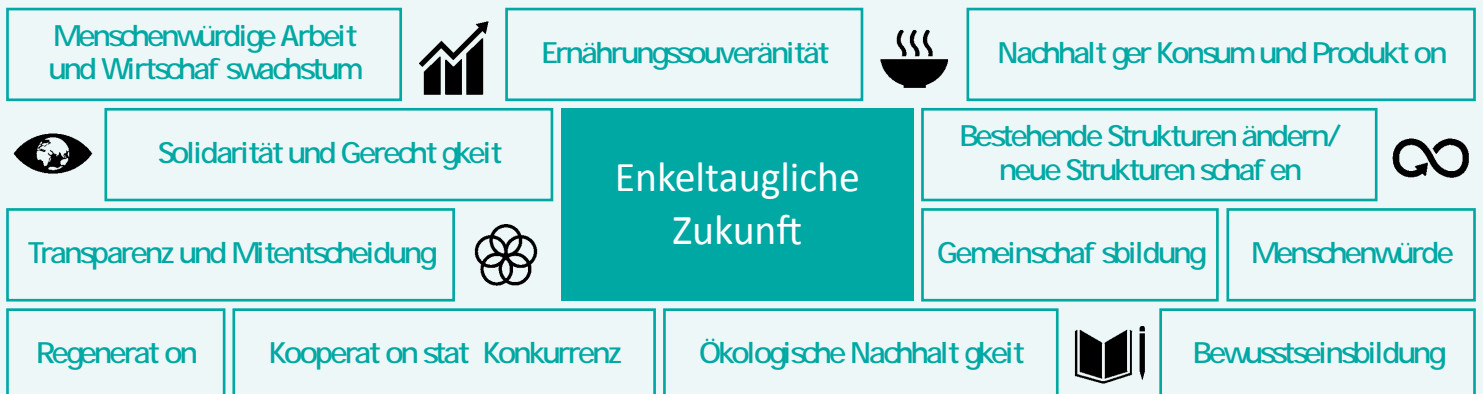 Menschenwürdige Arbeit
und Wirtschaf swachstum
Ernährungssouveränität
Nachhalt ger Konsum und Produkt on
Solidarität und Gerecht gkeit
Enkeltaugliche
Zukunft
Bestehende Strukturen ändern/
neue Strukturen schaf en
Transparenz und Mitentscheidung
Gemeinschaf sbildung
Menschenwürde
Regenerat on
Kooperat on stat Konkurrenz
Ökologische Nachhalt gkeit
Bewusstseinsbildung